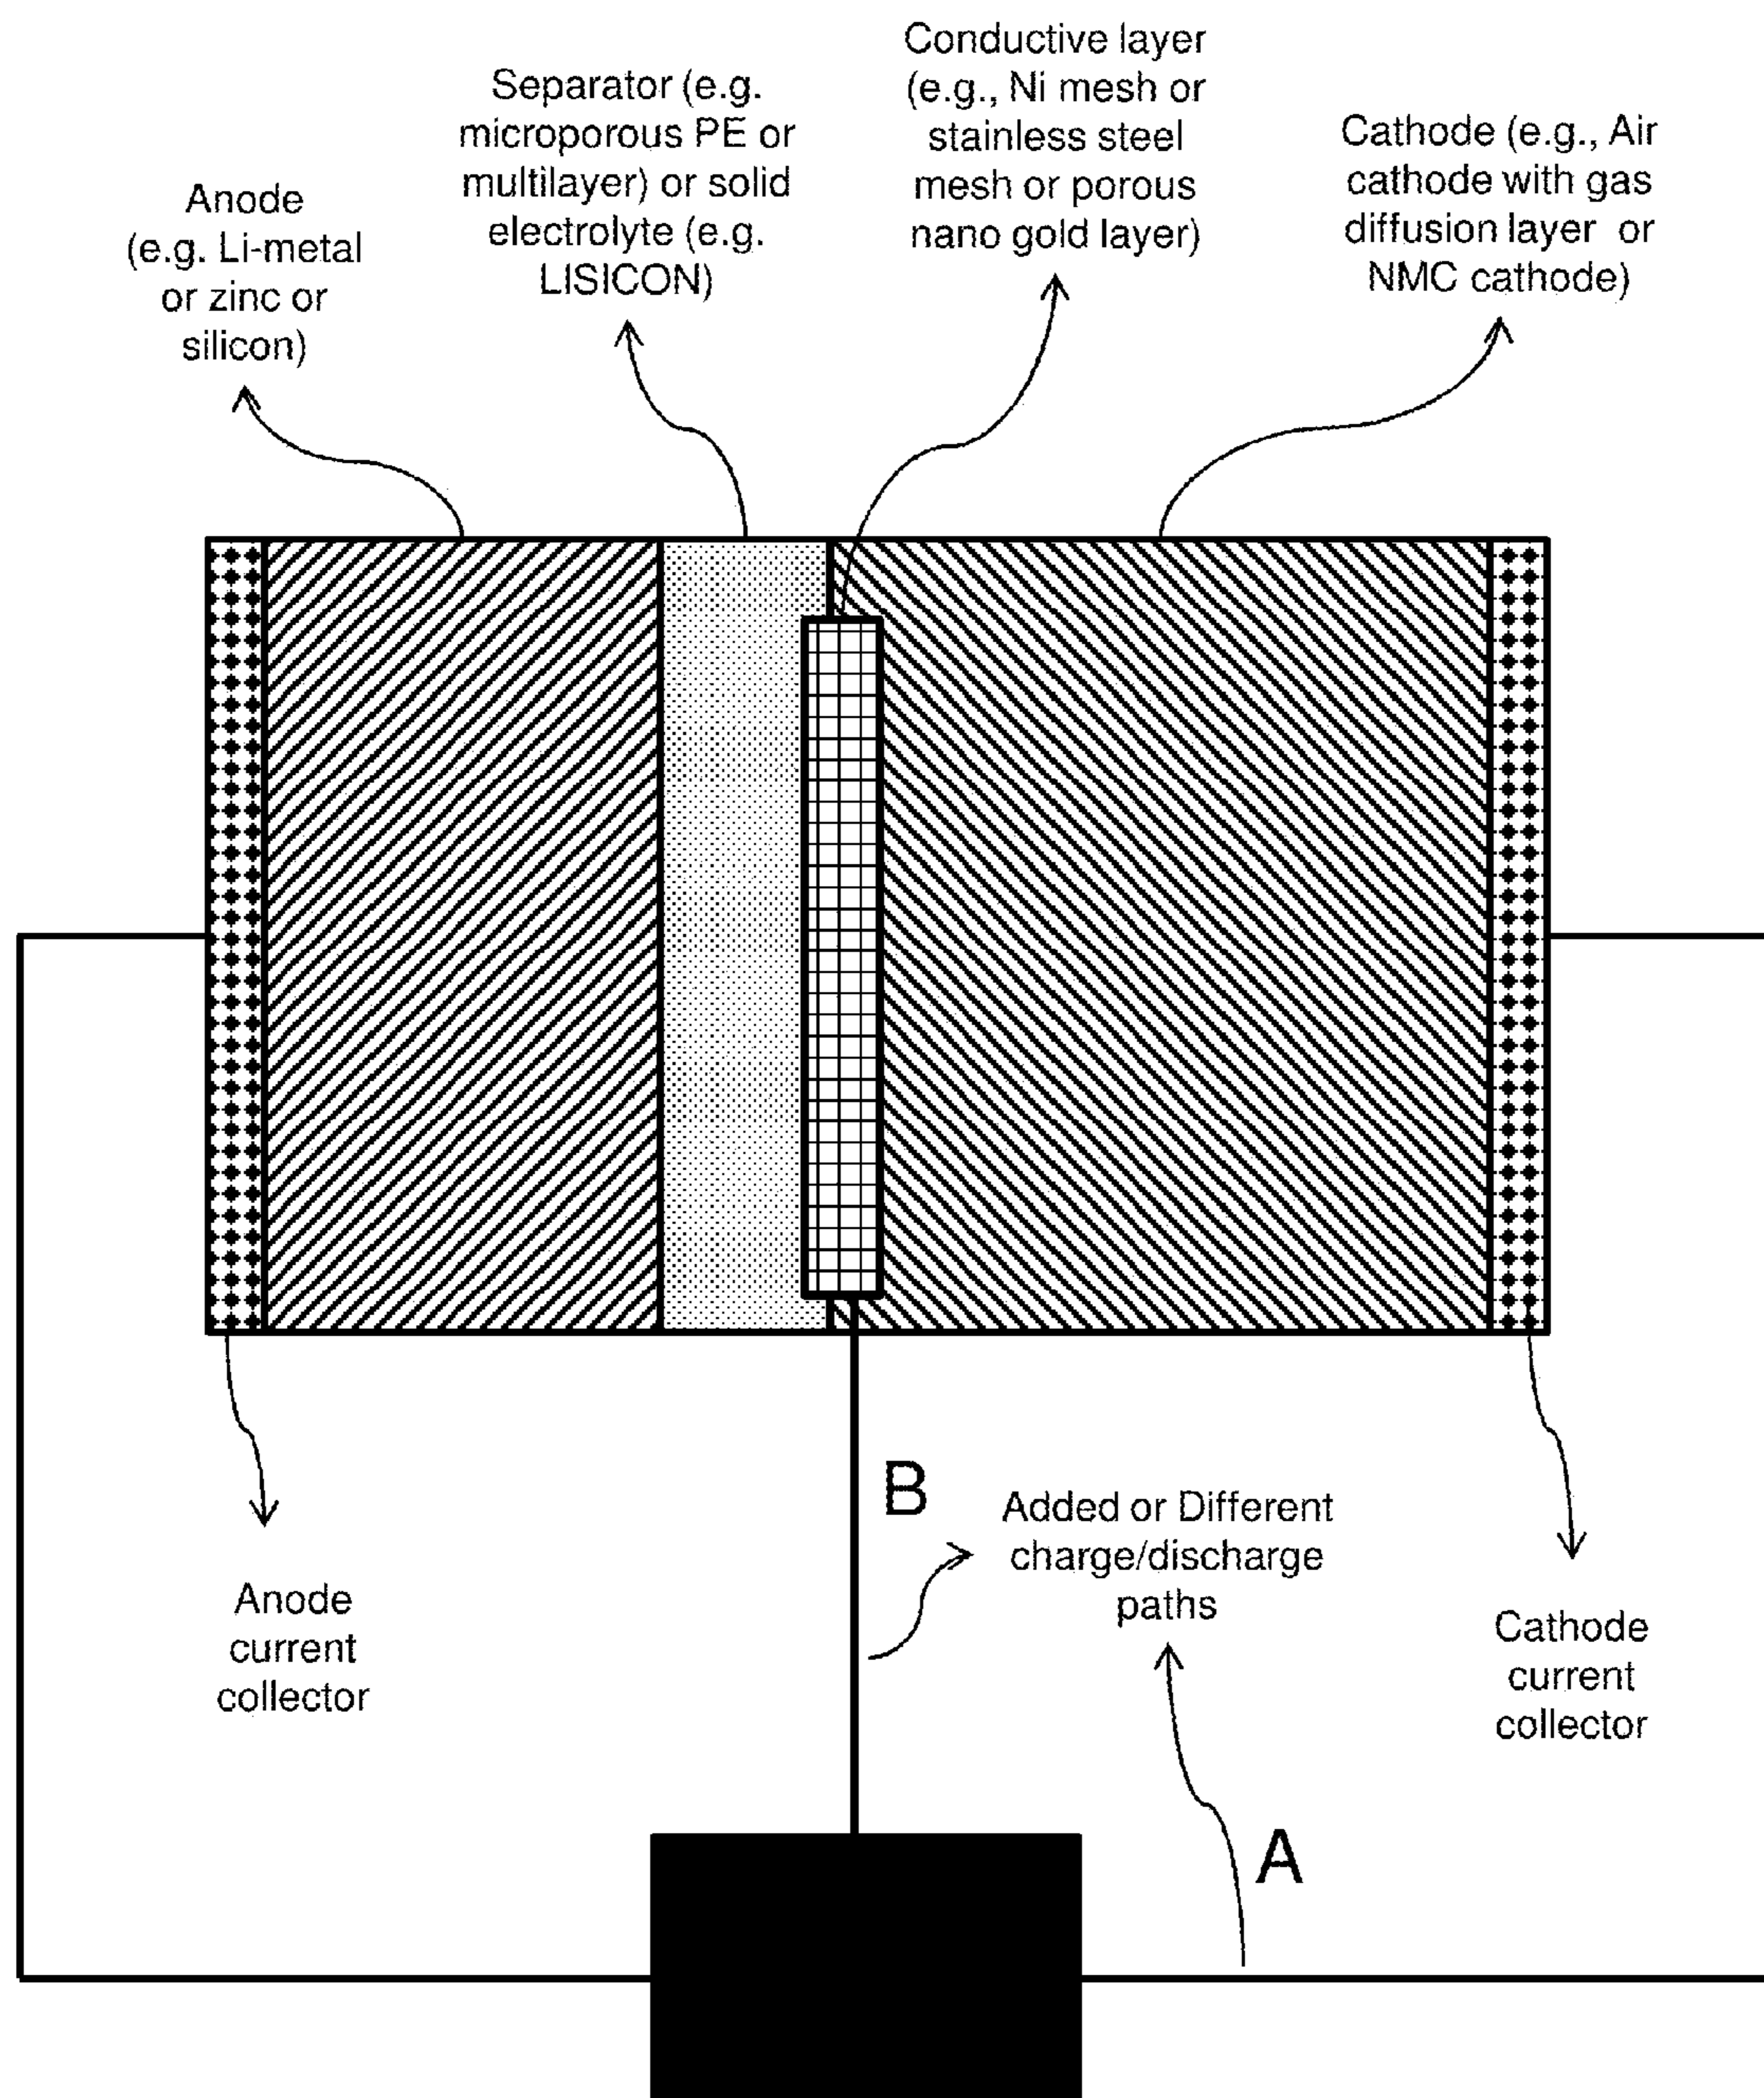 Anode
(e.g. Li-metal
or zinc or
silicon)
Separator (e.g.
microporous PE or
multilayer) or solid
electrolyte (e.g.
LISICON)
Conductive layer
(e.g., Ni mesh or
stainless steel
mesh or porous
nano gold layer)
Cathode (e.g., Air
cathode with gas
diffusion layer or
NMC cathode)
B
Added or Different
charge/discharge
paths
Anode
current
collector
Cathode
current
collector
A